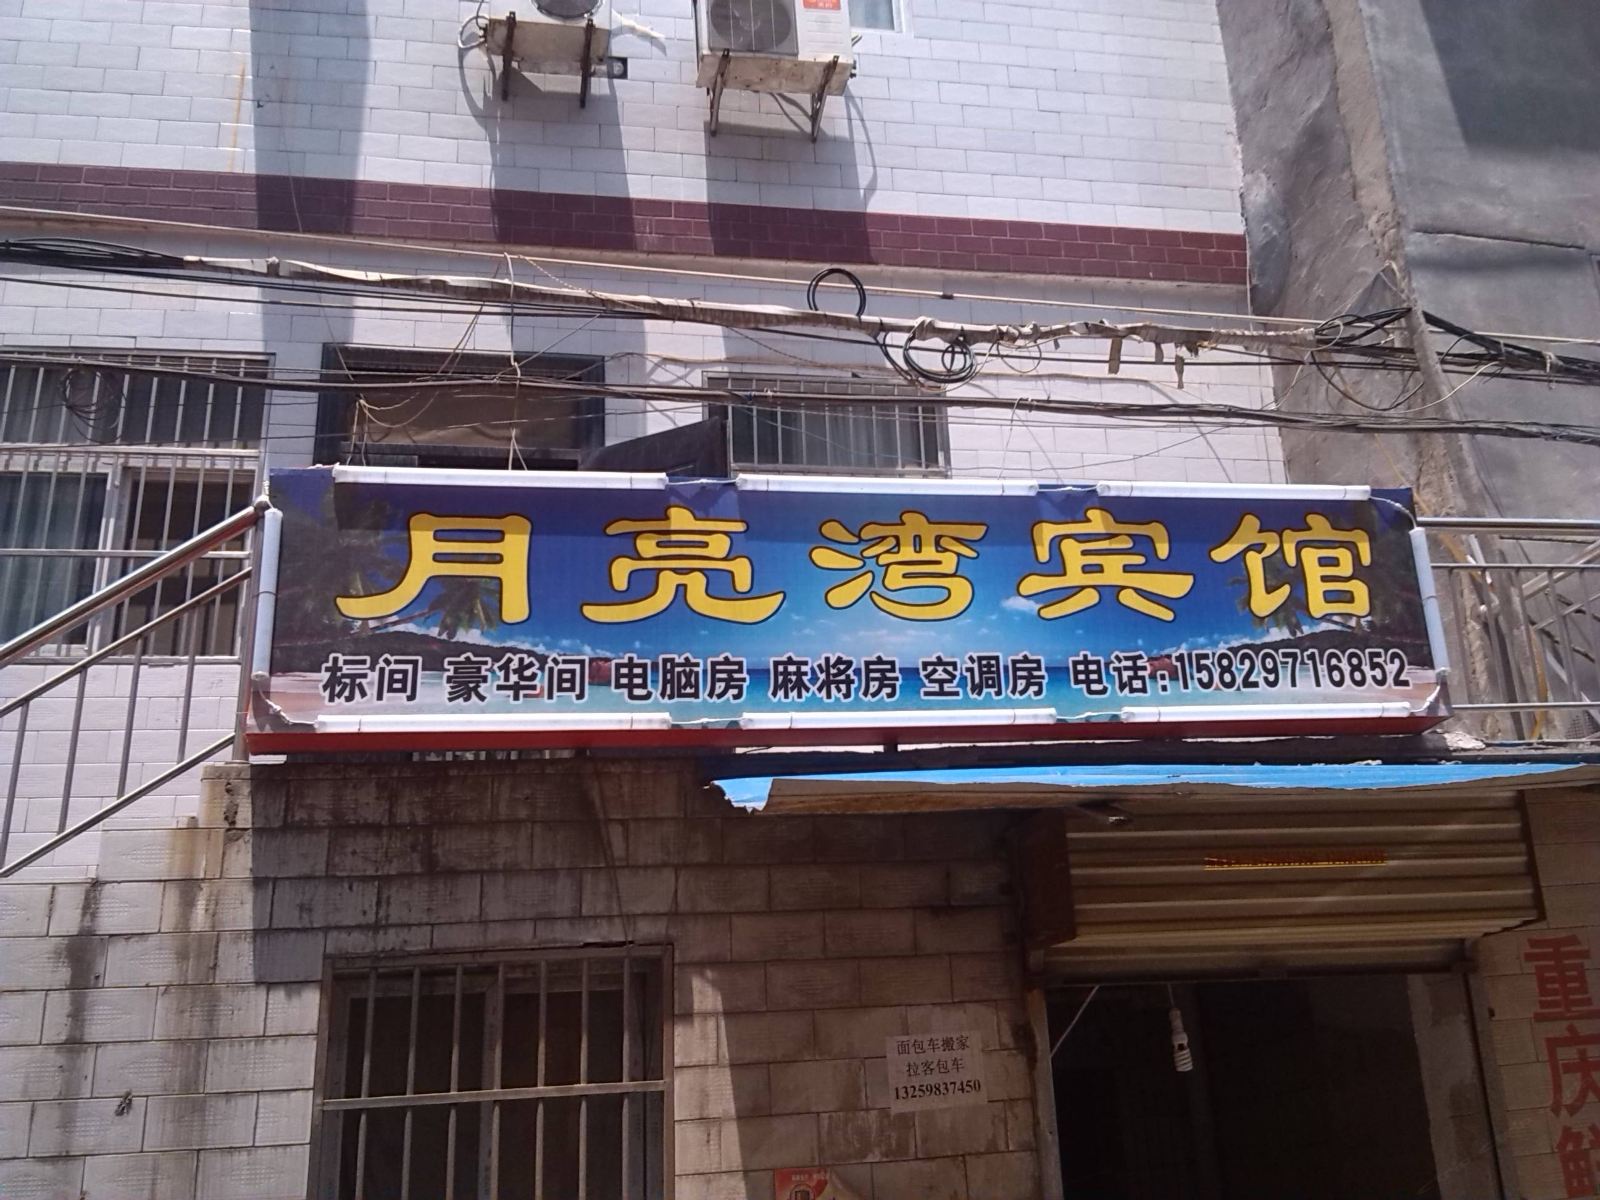 月亮湾宾馆
标间 豪华间 电脑房 麻将房 空调房 电话:15829716852
面包车搬家
拉客包车
13259837450
重庆